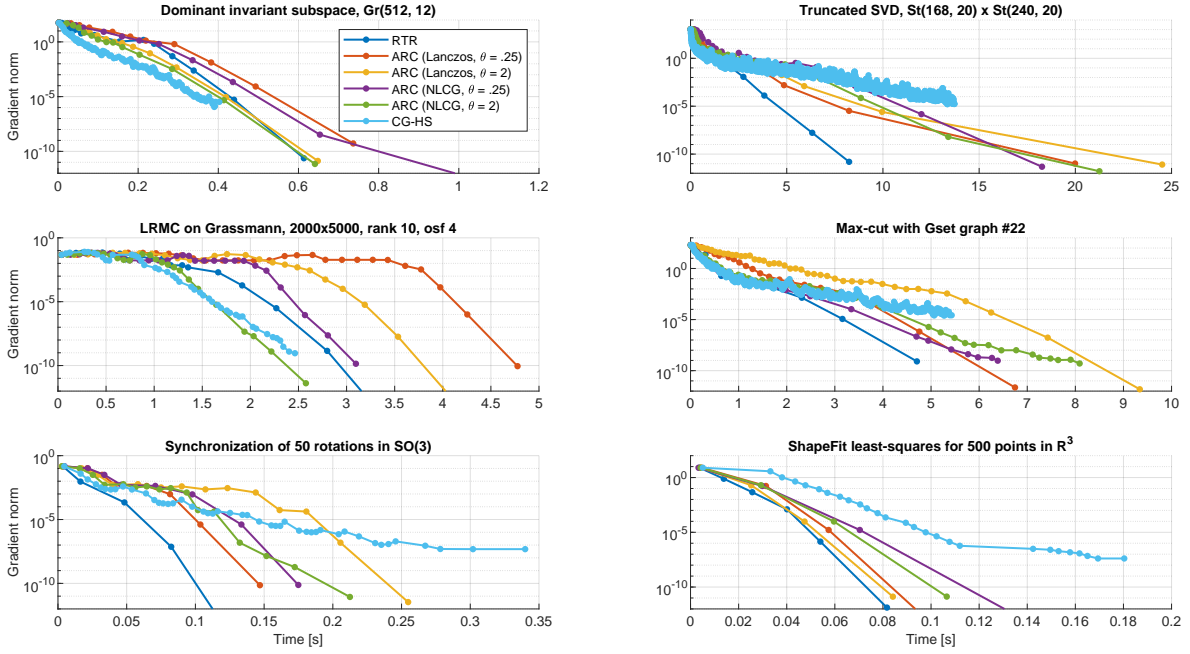 Dominant invariant subspace, Gr(512, 12)
Gradient norm
10^0
10^-5
10^-10
0 0.2 0.4 0.6 0.8 1 1.2
RTR
ARC (Lanczos, θ = .25)
ARC (Lanczos, θ = 2)
ARC (NLCG, θ = .25)
ARC (NLCG, θ = 2)
CG-HS
Truncated SVD, St(168, 20) x St(240, 20)
10^0
10^-5
10^-10
0 5 10 15 20 25
LRMC on Grassmann, 2000x5000, rank 10, osf 4
Gradient norm
10^0
10^-5
10^-10
0 0.5 1 1.5 2 2.5 3 3.5 4 4.5 5
Max-cut with Gset graph #22
10^0
10^-5
10^-10
0 1 2 3 4 5 6 7 8 9 10
Synchronization of 50 rotations in SO(3)
Gradient norm
10^0
10^-5
10^-10
0 0.05 0.1 0.15 0.2 0.25 0.3 0.35
Time [s]
ShapeFit least-squares for 500 points in R^3
10^0
10^-5
10^-10
0 0.02 0.04 0.06 0.08 0.1 0.12 0.14 0.16 0.18 0.2
Time [s]